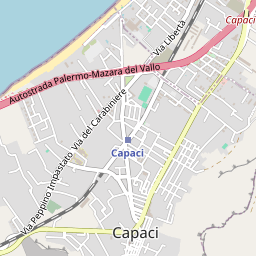 Capaci
Via Libertà
Autostrada Palermo-Mazara del Vallo
Via del Carabiniere
Capaci
Via Peppino Impastato
Capaci